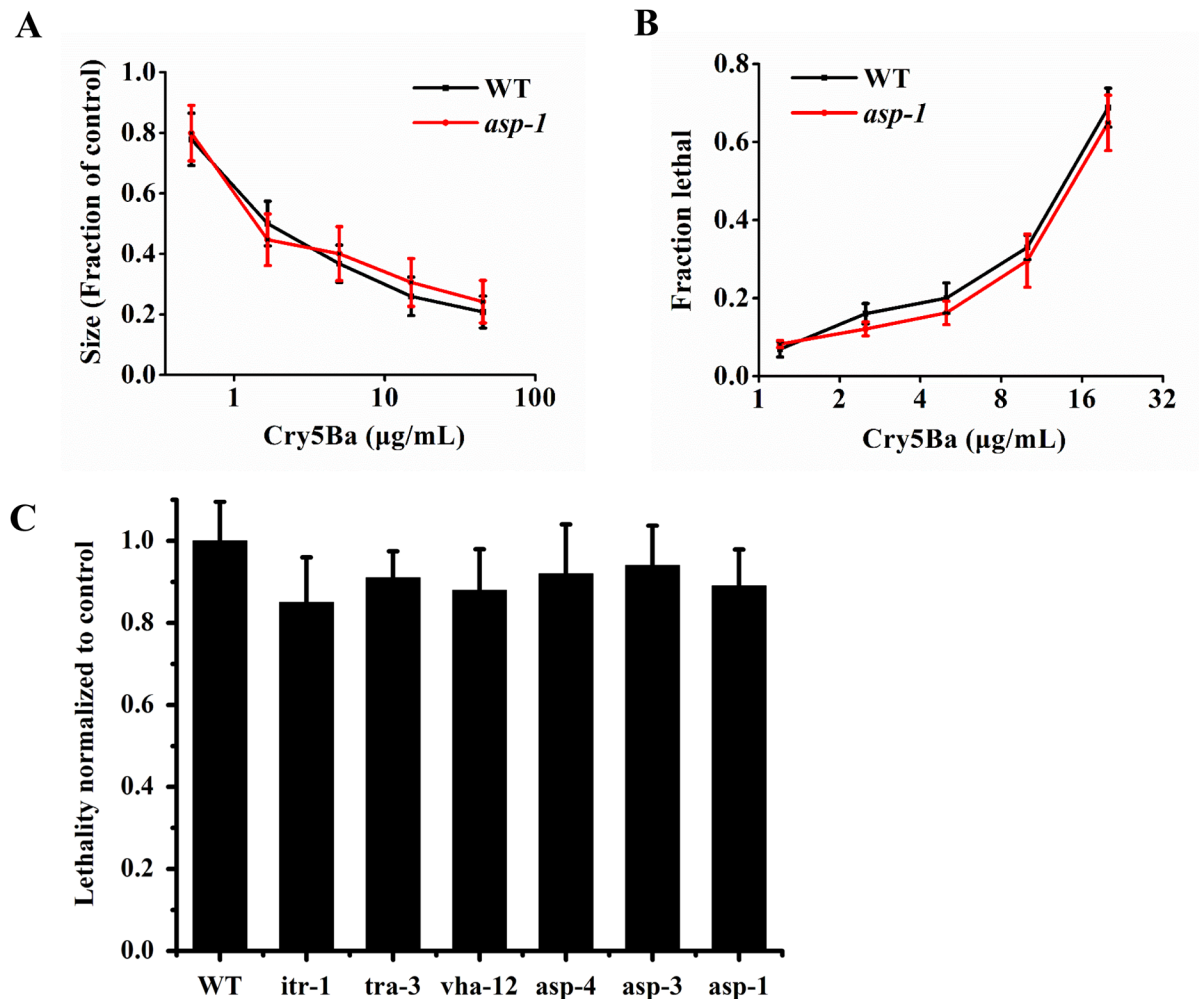 A
Size (Fraction of control)
1.0
0.8
0.6
0.4
0.2
0.0
WT
asp-1
1 10 100
Cry5Ba (µg/mL)
B
Fraction lethal
0.8
0.6
0.4
0.2
0.0
WT
asp-1
1 2 4 8 16 32
Cry5Ba (µg/mL)
C
Lethality normalized to control
1.0
0.8
0.6
0.4
0.2
0.0
WT itr-1 tra-3 vha-12 asp-4 asp-3 asp-1